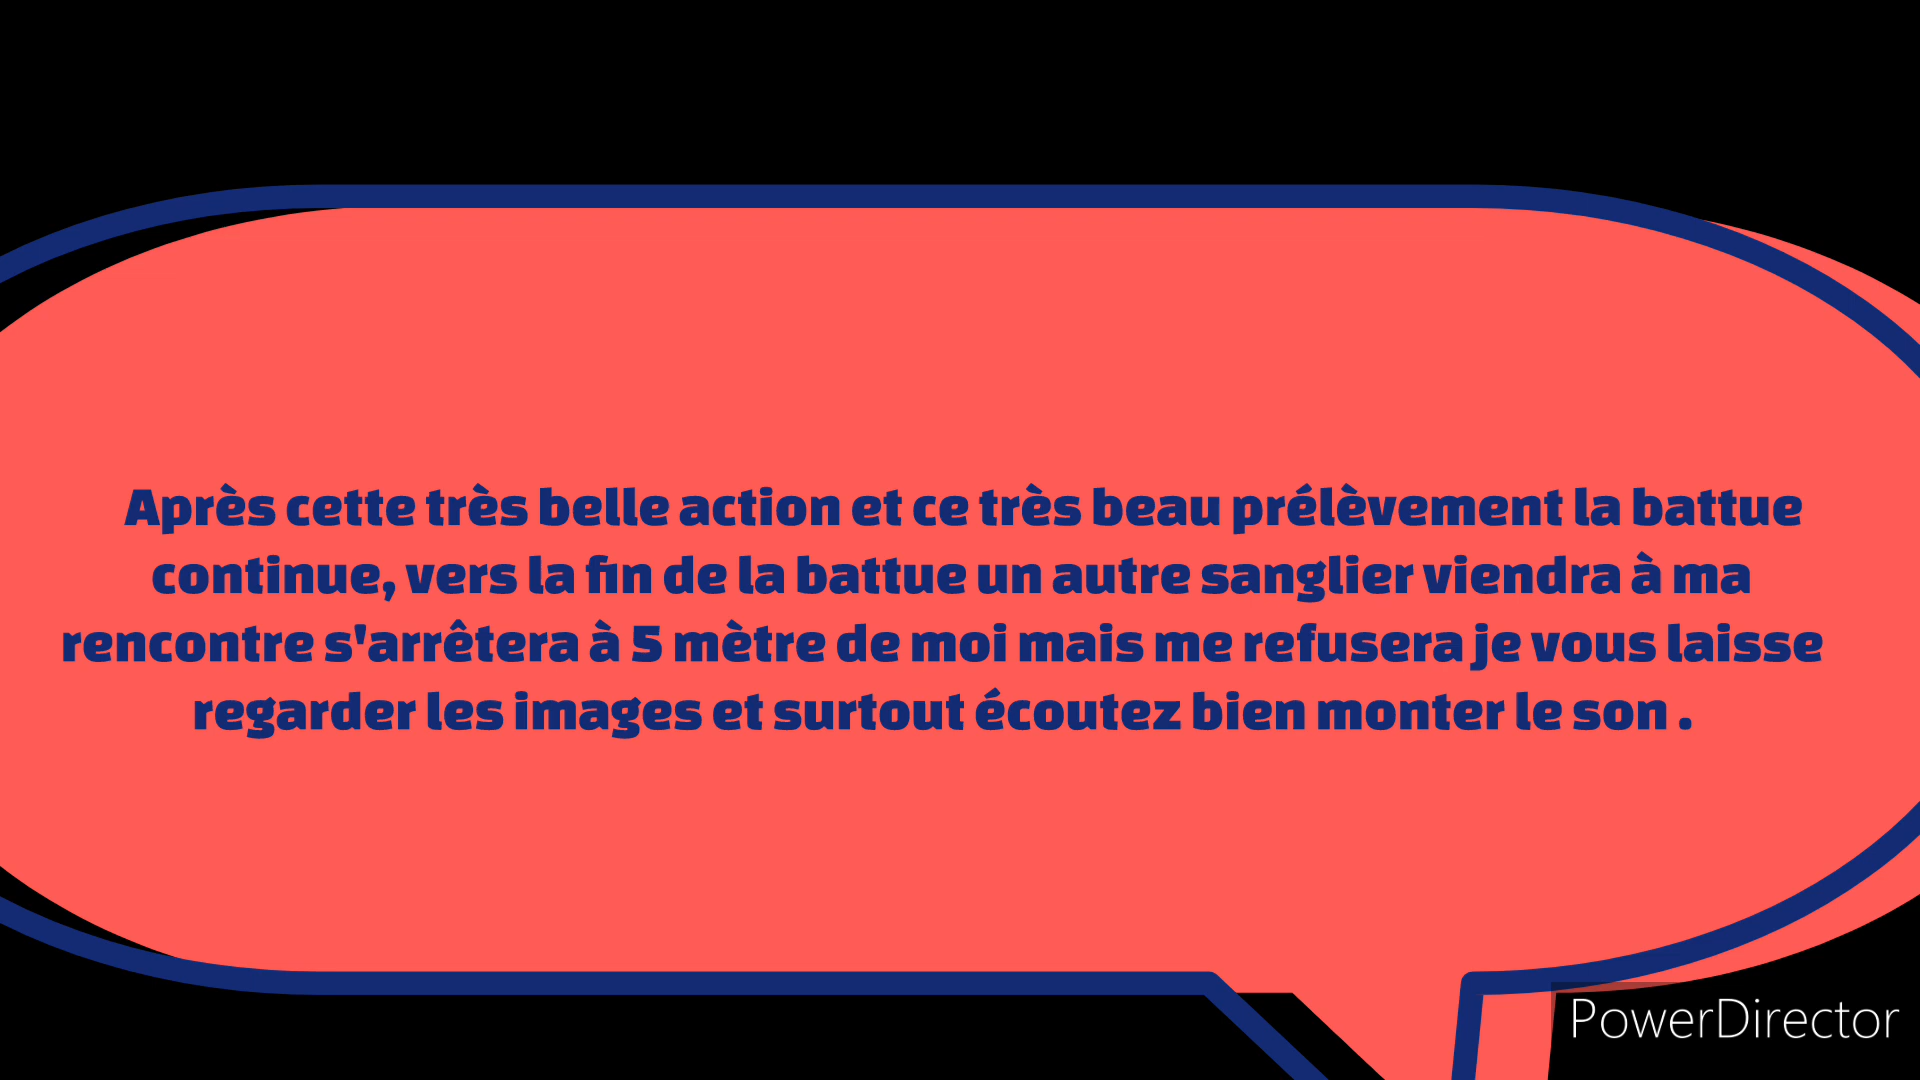 Après cette très belle action et ce très beau prélèvement la battue
continue, vers la fin de la battue un autre sanglier viendra à ma
rencontre s'arrêtera à 5 mètre de moi mais me refusera je vous laisse
regarder les images et surtout écoutez bien monter le son .
PowerDirector